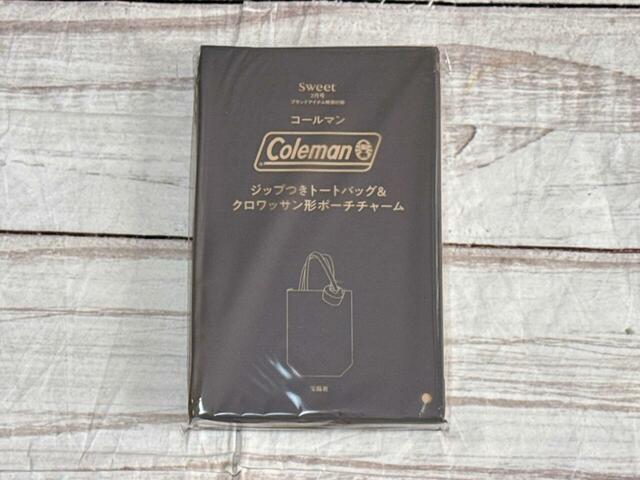 sweet
2月号
ブランドアイテム特別付録
コールマン
Coleman
ジップつきトートバッグ&
クロワッサン形ポーチチャーム
宝島社